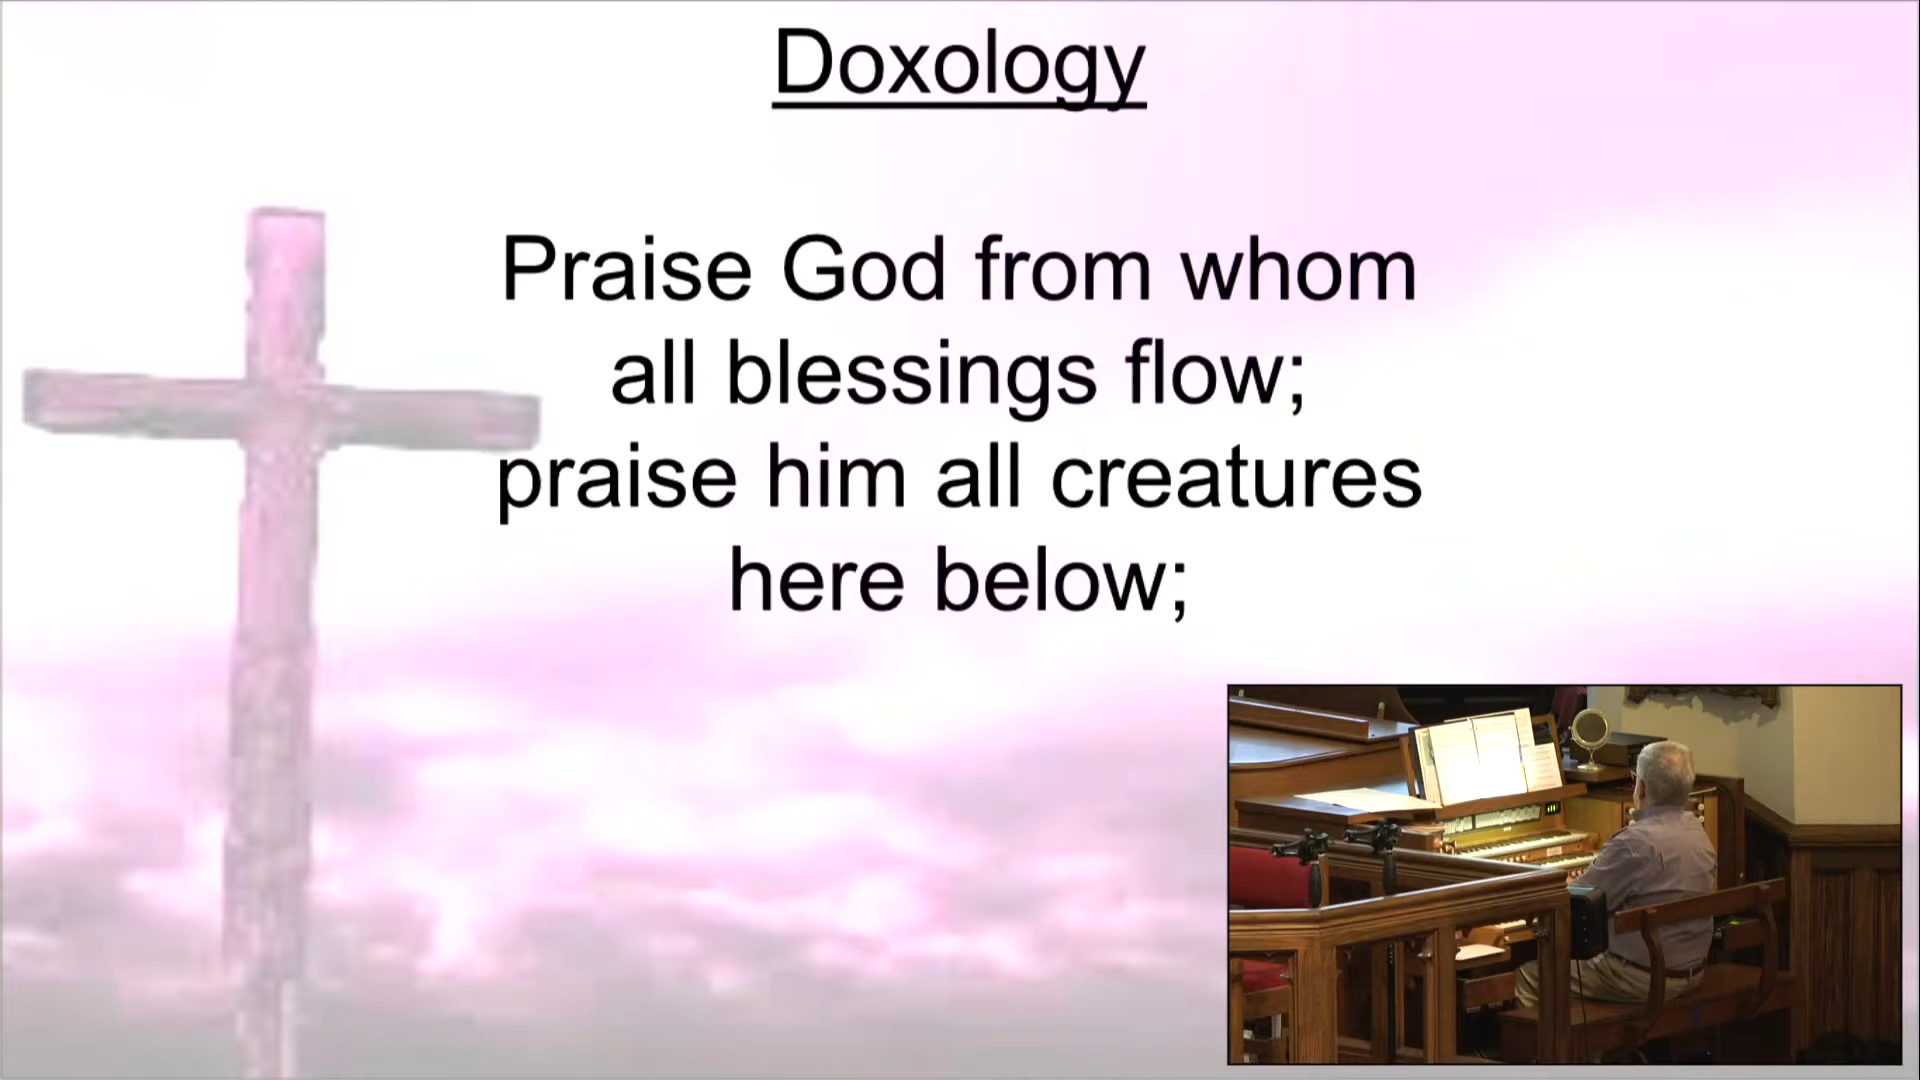 Doxology
Praise God from whom
all blessings flow;
praise him all creatures
here below;